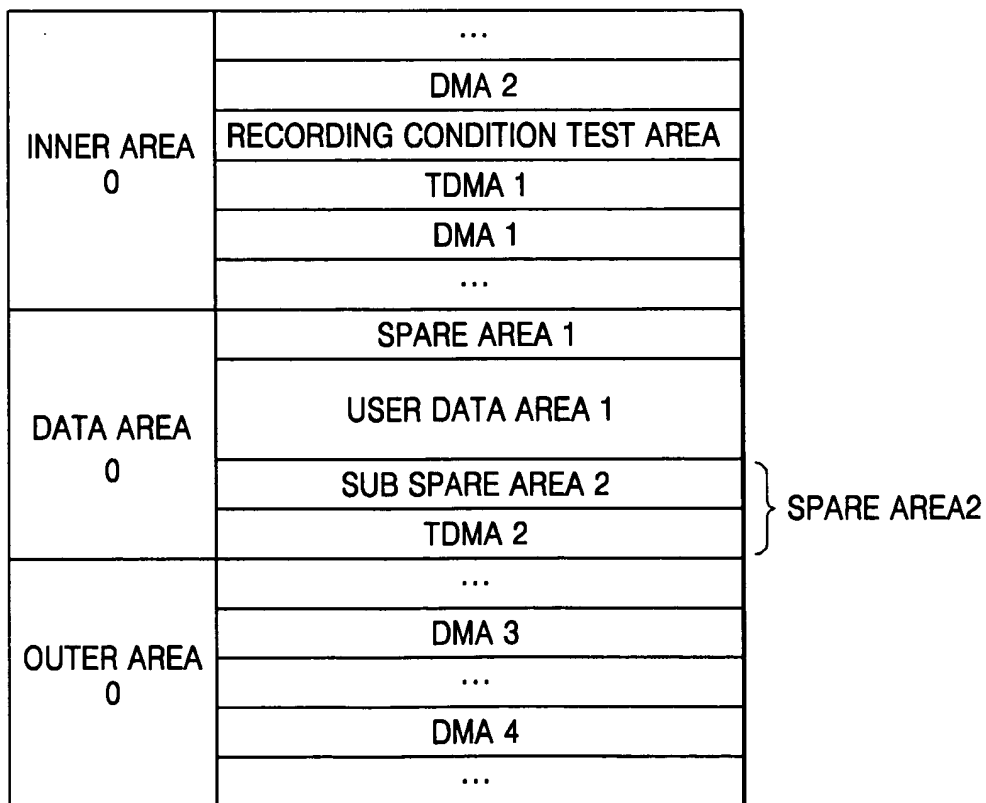 ...
DMA 2
INNER AREA
0
RECORDING CONDITION TEST AREA
TDMA 1
DMA 1
...
DATA AREA
0
SPARE AREA 1
USER DATA AREA 1
SUB SPARE AREA 2
TDMA 2
SPARE AREA2
OUTER AREA
0
...
DMA 3
...
DMA 4
...